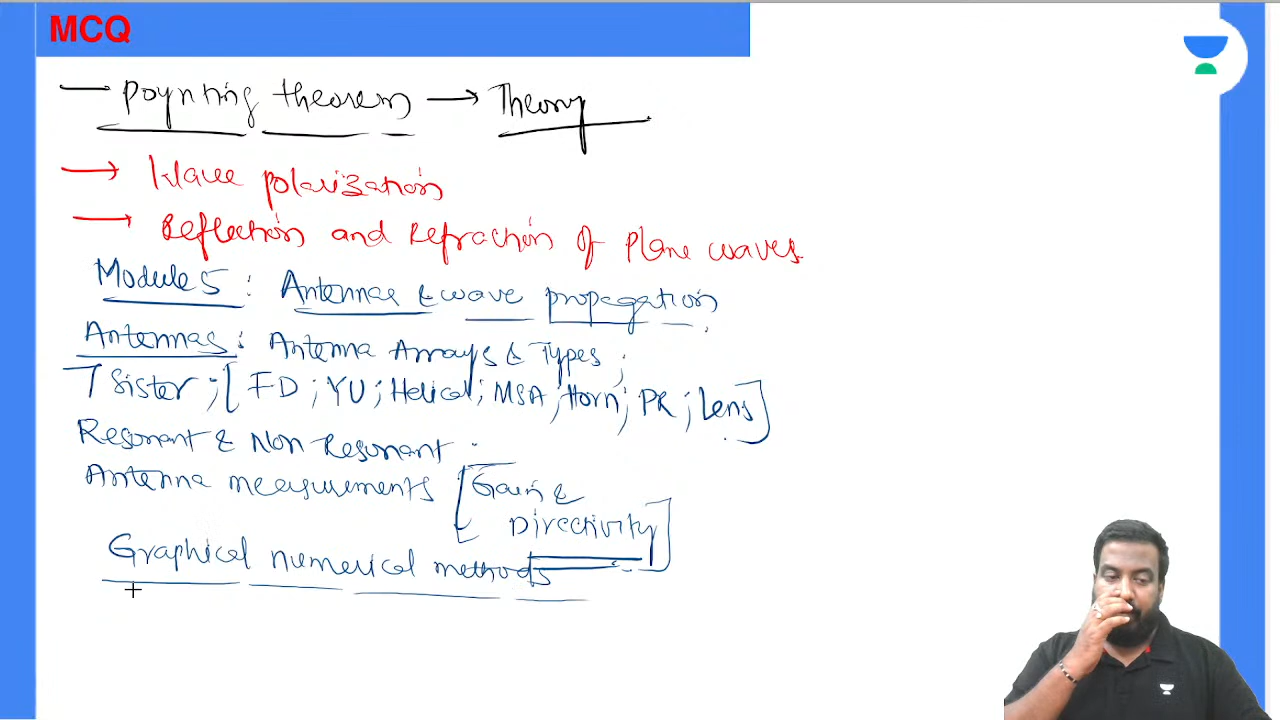 MCQ
→ Poynting theorem → Theory
→ Wave polarization
→ Reflection and Refraction of plane waves
Module 5 : Antennas & wave propagation
Antennas : Antenna Arrays & Types ;
7 Sister ; [ FD ; YU ; Helical ; MSA ; Horn ; PR ; Lens ]
Resonant & Non Resonant .
Antenna measurements [ Gain &
Directivity ]
Graphical numerical methods